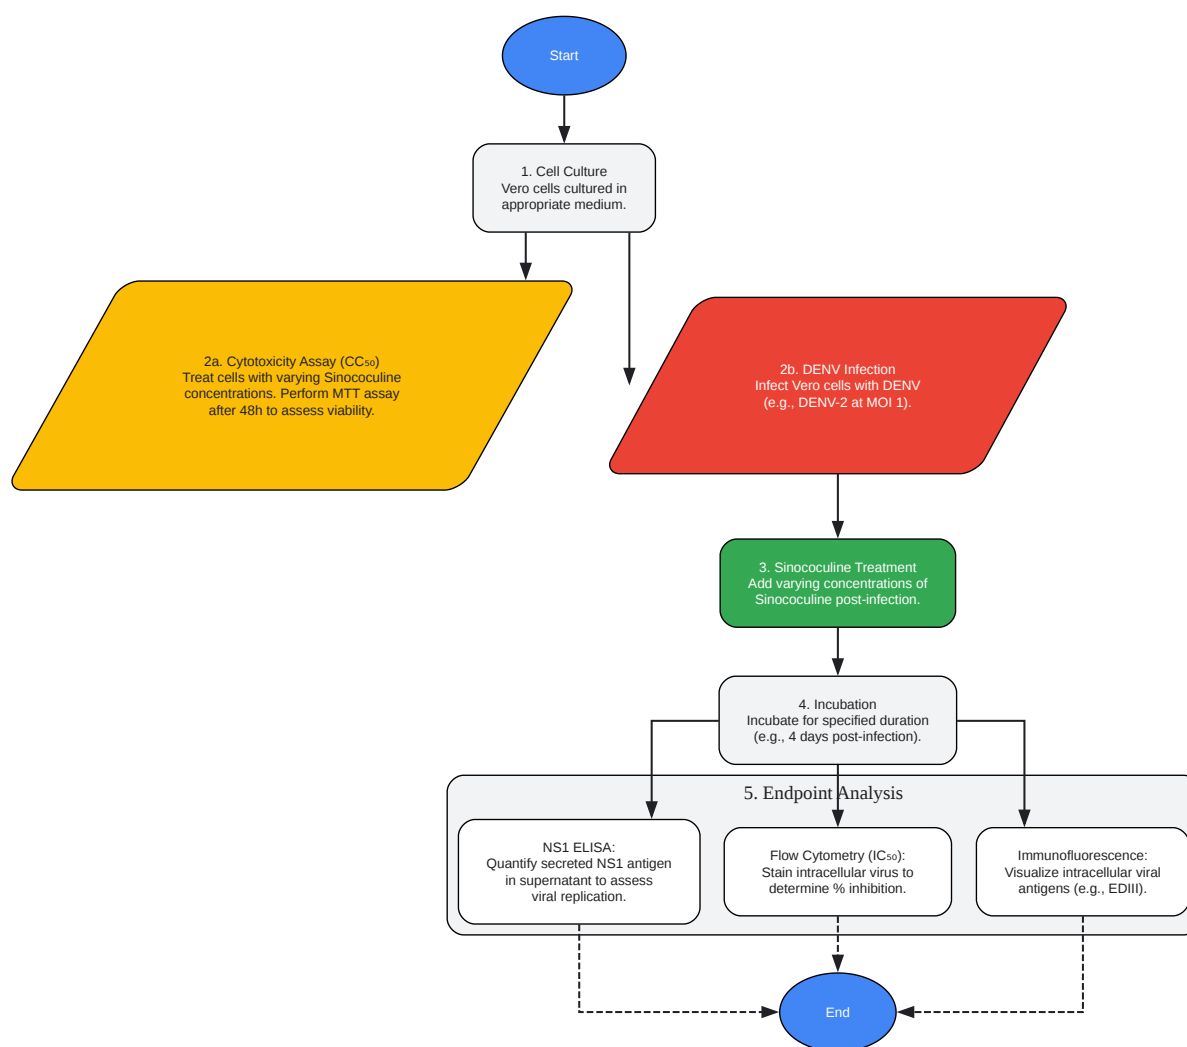 Start
1. Cell Culture
Vero cells cultured in
appropriate medium.
2a. Cytotoxicity Assay (CC₅₀)
Treat cells with varying Sinococuline
concentrations. Perform MTT assay
after 48h to assess viability.
2b. DENV Infection
Infect Vero cells with DENV
(e.g., DENV-2 at MOI 1).
3. Sinococuline Treatment
Add varying concentrations of
Sinococuline post-infection.
4. Incubation
Incubate for specified duration
(e.g., 4 days post-infection).
5. Endpoint Analysis
NS1 ELISA:
Quantify secreted NS1 antigen
in supernatant to assess
viral replication.
Flow Cytometry (IC₅₀):
Stain intracellular virus to
determine % inhibition.
Immunofluorescence:
Visualize intracellular viral
antigens (e.g., EDIII).
End